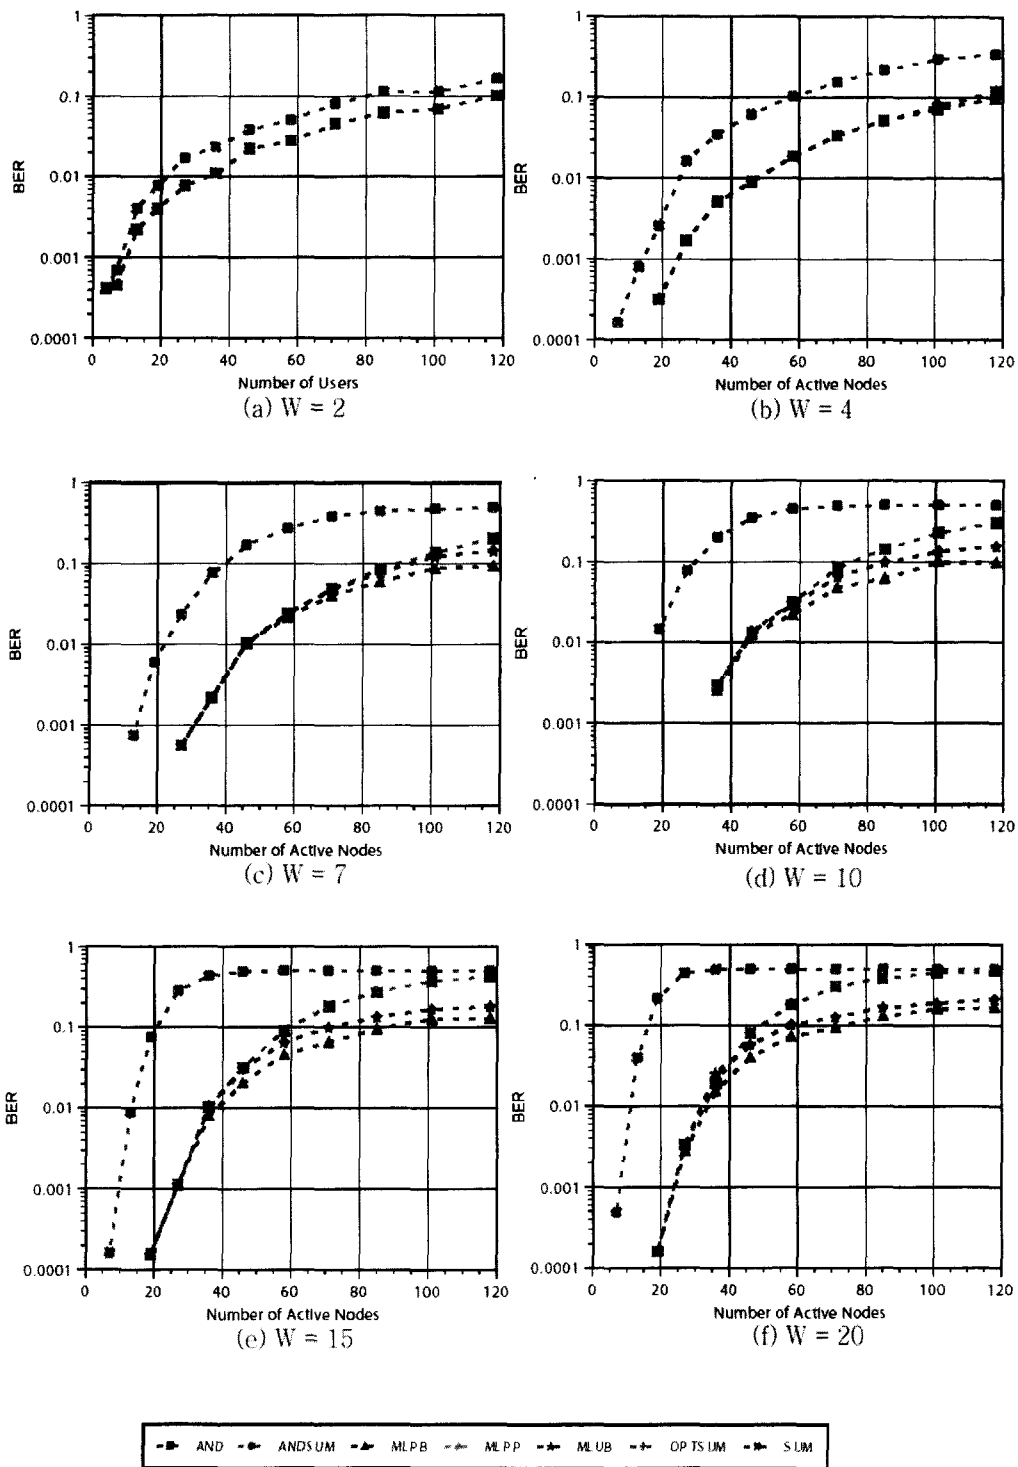 1
0.1
0.01
0.001
0.0001
BER
0 20 40 60 80 100 120
Number of Users
(a) W = 2
1
0.1
0.01
0.001
0.0001
BER
0 20 40 60 80 100 120
Number of Active Nodes
(b) W = 4
1
0.1
0.01
0.001
0.0001
BER
0 20 40 60 80 100 120
Number of Active Nodes
(c) W = 7
1
0.1
0.01
0.001
0.0001
BER
0 20 40 60 80 100 120
Number of Active Nodes
(d) W = 10
1
0.1
0.01
0.001
0.0001
BER
0 20 40 60 80 100 120
Number of Active Nodes
(e) W = 15
1
0.1
0.01
0.001
0.0001
BER
0 20 40 60 80 100 120
Number of Active Nodes
(f) W = 20
AND ANDSUM MLPB MLPP MLUB OPTSUM SUM